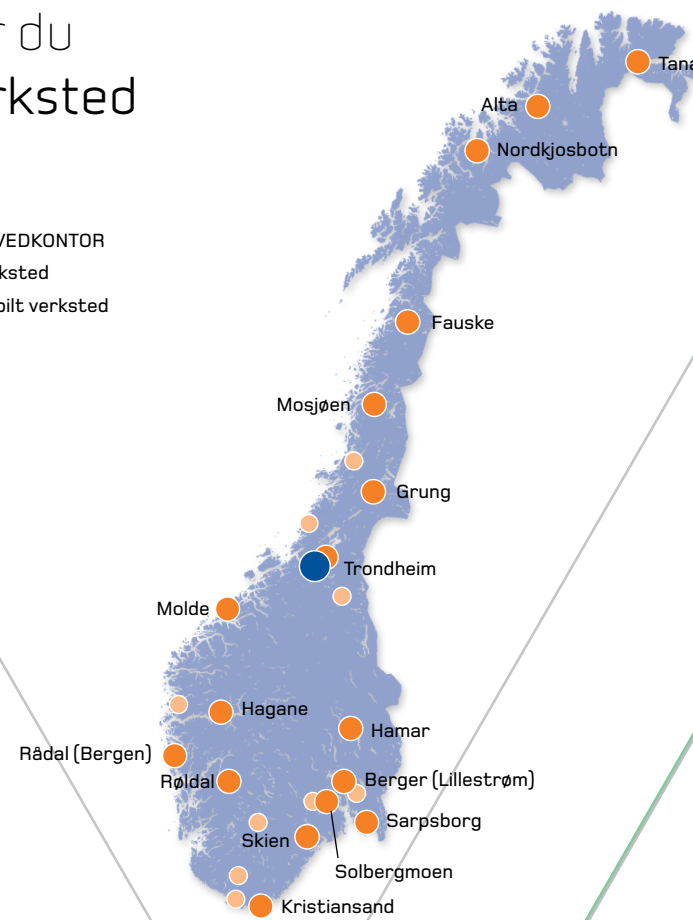 r du
rksted
VEDKONTOR
ksted
bilt verksted
Tana
Alta
Nordkjosbotn
Fauske
Mosjøen
Grung
Trondheim
Molde
Hagane
Hamar
Rådal (Bergen)
Røldal
Berger (Lillestrøm)
Sarpsborg
Skien
Solbergmoen
Kristiansand